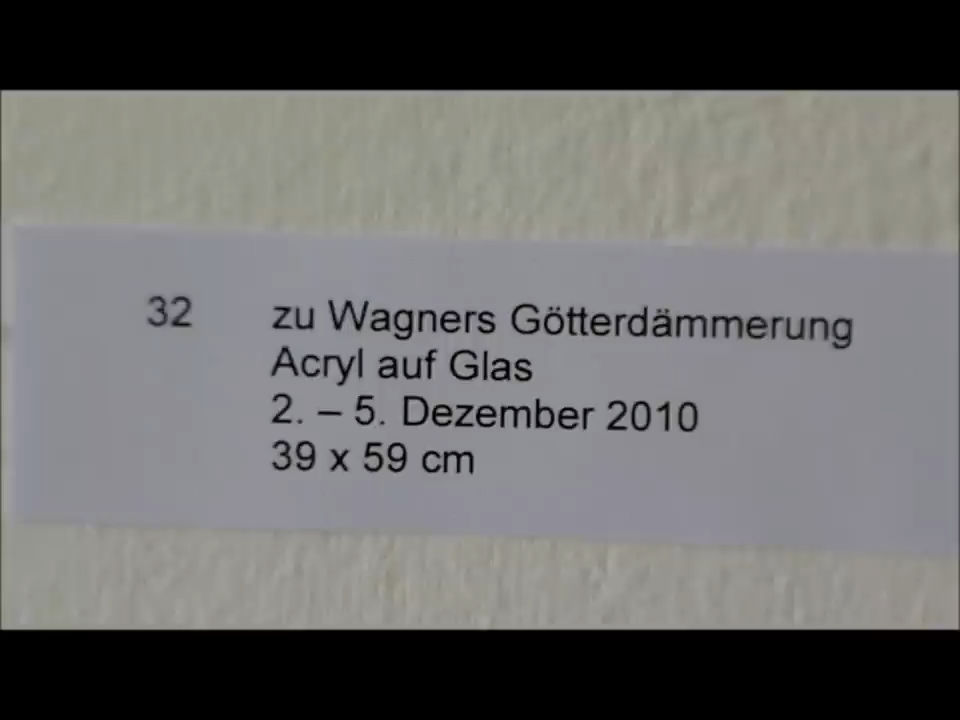 32 zu Wagners Götterdämmerung
Acryl auf Glas
2. – 5. Dezember 2010
39 x 59 cm